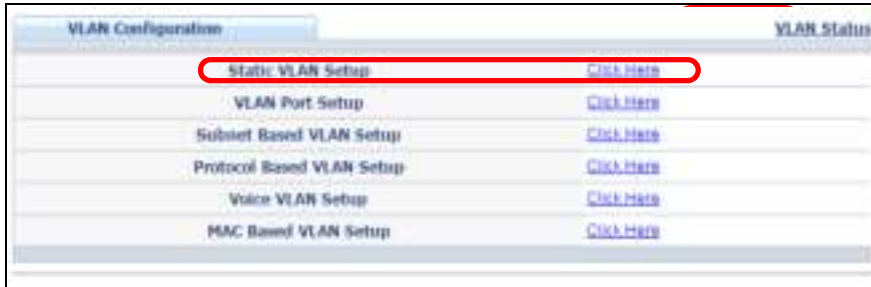 VLAN Configuration VLAN Status
Static VLAN Setup Click Here
VLAN Port Setup Click Here
Subnet Based VLAN Setup Click Here
Protocol Based VLAN Setup Click Here
Voice VLAN Setup Click Here
MAC Based VLAN Setup Click Here